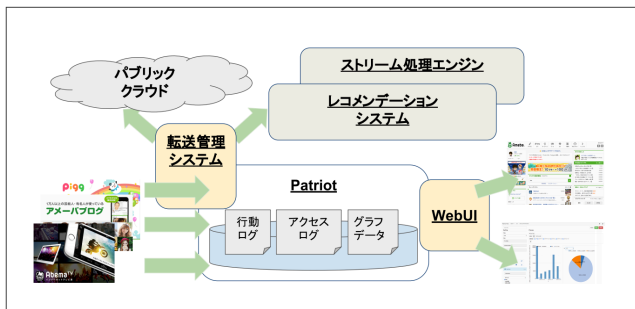 パブリック
クラウド
ストリーム処理エンジン
レコメンデーション
システム
転送管理
システム
Patriot
WebUI
行動
ログ
アクセス
ログ
グラフ
データ
pigg
アメーバブログ
AbemaTV
Ameba